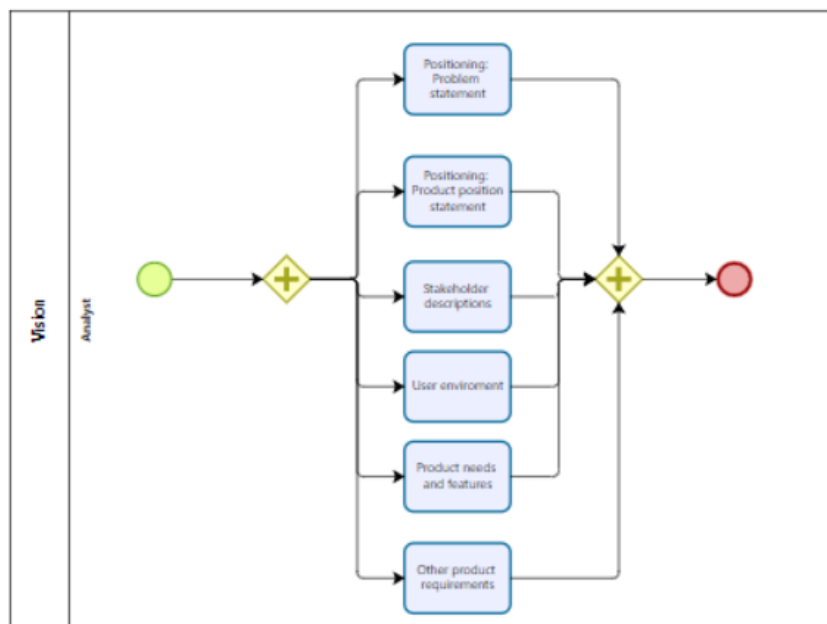 Vision
Analyst
Positioning:
Problem
statement
Positioning:
Product position
statement
Stakeholder
descriptions
User enviroment
Product needs
and features
Other product
requirements